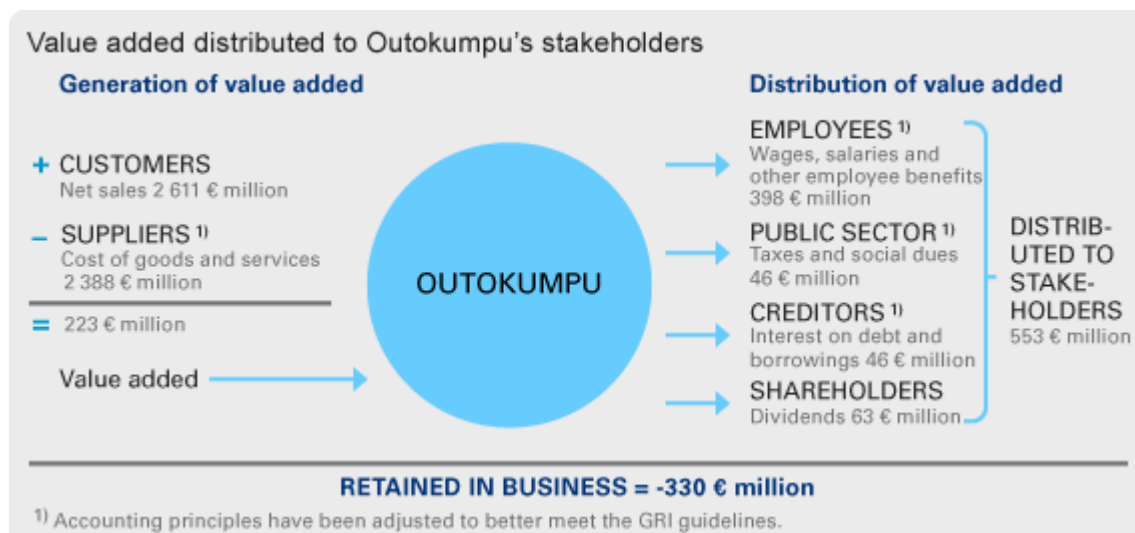 Value added distributed to Outokumpu's stakeholders
Generation of value added
+ CUSTOMERS
Net sales 2 611 € million
– SUPPLIERS 1)
Cost of goods and services
2 388 € million
= 223 € million
Value added
OUTOKUMPU
Distribution of value added
EMPLOYEES 1)
Wages, salaries and
other employee benefits
398 € million
PUBLIC SECTOR 1)
Taxes and social dues
46 € million
CREDITORS 1)
Interest on debt and
borrowings 46 € million
SHAREHOLDERS
Dividends 63 € million
DISTRIB-
UTED TO
STAKE-
HOLDERS
553 € million
RETAINED IN BUSINESS = -330 € million
1) Accounting principles have been adjusted to better meet the GRI guidelines.